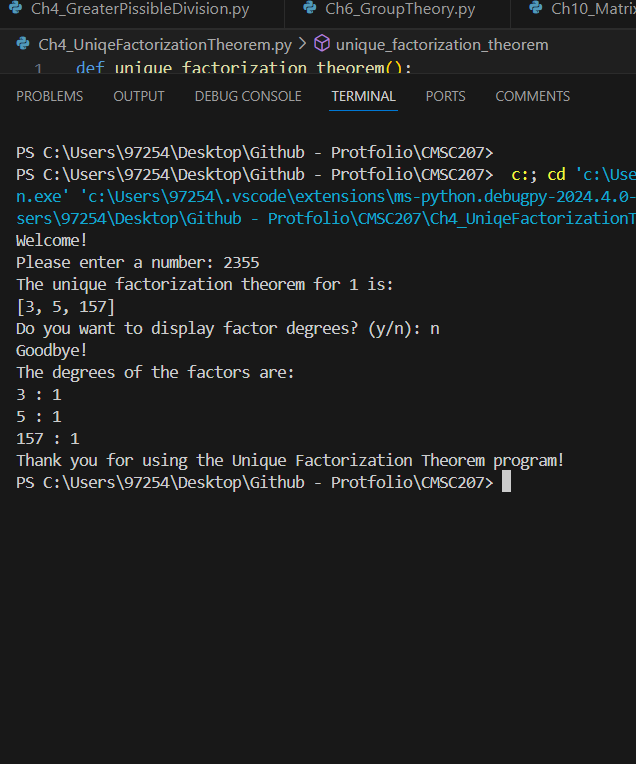 Ch4_GreaterPissibleDivision.py Ch6_GroupTheory.py Ch10_Matri
Ch4_UniqeFactorizationTheorem.py > unique_factorization_theorem
1 def unique_factorization_theorem():
PROBLEMS OUTPUT DEBUG CONSOLE TERMINAL PORTS COMMENTS
PS C:\Users\97254\Desktop\Github - Protfolio\CMSC207>
PS C:\Users\97254\Desktop\Github - Protfolio\CMSC207> c:; cd 'c:\Use
n.exe' 'c:\Users\97254\.vscode\extensions\ms-python.debugpy-2024.4.0-
sers\97254\Desktop\Github - Protfolio\CMSC207\Ch4_UniqeFactorizationT
Welcome!
Please enter a number: 2355
The unique factorization theorem for 1 is:
[3, 5, 157]
Do you want to display factor degrees? (y/n): n
Goodbye!
The degrees of the factors are:
3 : 1
5 : 1
157 : 1
Thank you for using the Unique Factorization Theorem program!
PS C:\Users\97254\Desktop\Github - Protfolio\CMSC207>